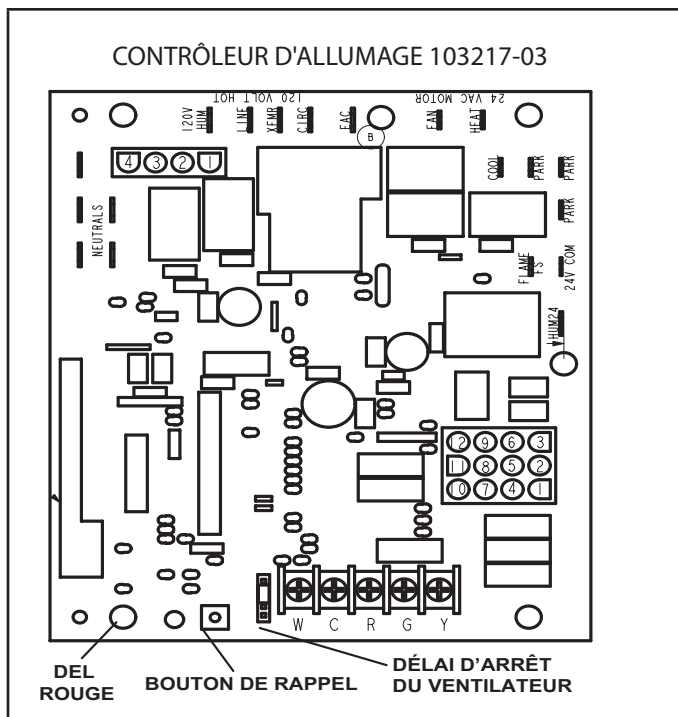 CONTRÔLEUR D'ALLUMAGE 103217-03
120 VOLT HOT
24 VAC MOTOR
120V
HUM
LINE
XFMR
CIRC
EAC
FAN
HEAT
B
4 3 2 1
COOL
PARK
PARK
PARK
NEUTRALS
FLAME
FS
24V COM
HUM24
12 9 6 3
11 8 5 2
10 7 4 1
W C R G Y
DEL
ROUGE
BOUTON DE RAPPEL
DÉLAI D'ARRÊT
DU VENTILATEUR